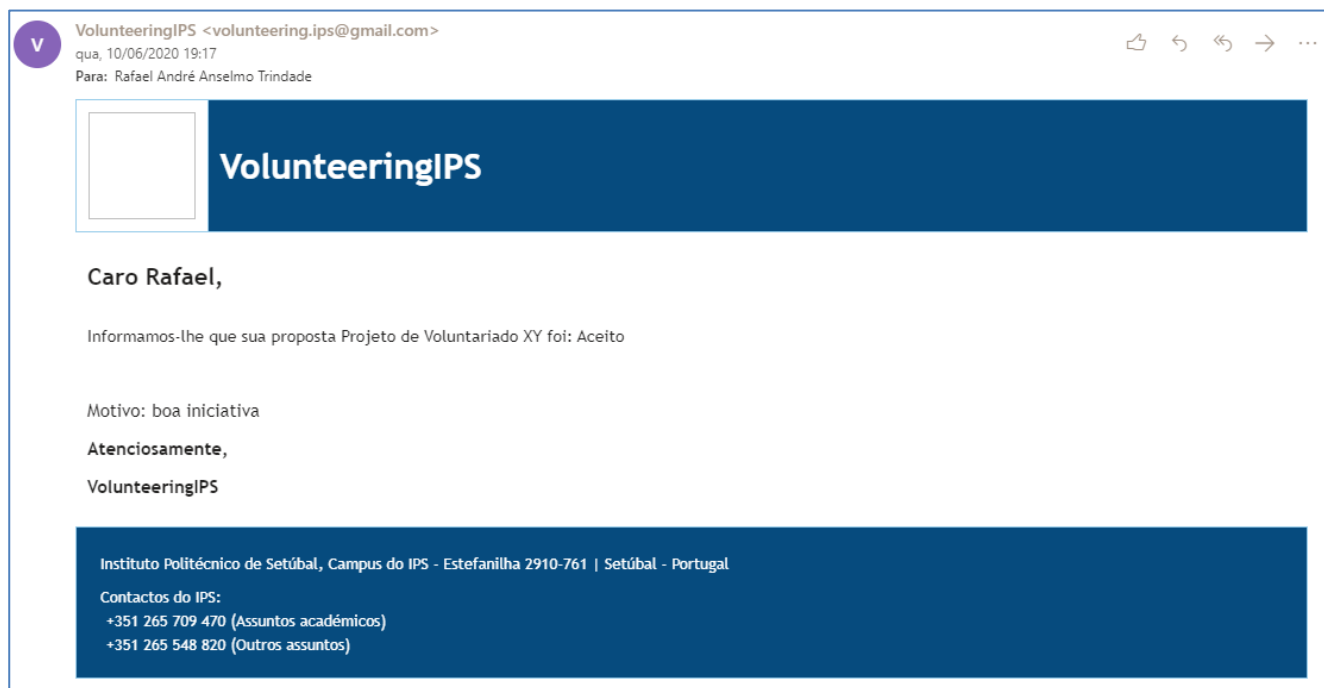 V
VolunteeringIPS <volunteering.ips@gmail.com>
qua, 10/06/2020 19:17
Para: Rafael André Anselmo Trindade
VolunteeringIPS
Caro Rafael,
Informamos-lhe que sua proposta Projeto de Voluntariado XY foi: Aceito
Motivo: boa iniciativa
Atenciosamente,
VolunteeringIPS
Instituto Politécnico de Setúbal, Campus do IPS - Estefanilha 2910-761 | Setúbal - Portugal
Contactos do IPS:
+351 265 709 470 (Assuntos académicos)
+351 265 548 820 (Outros assuntos)